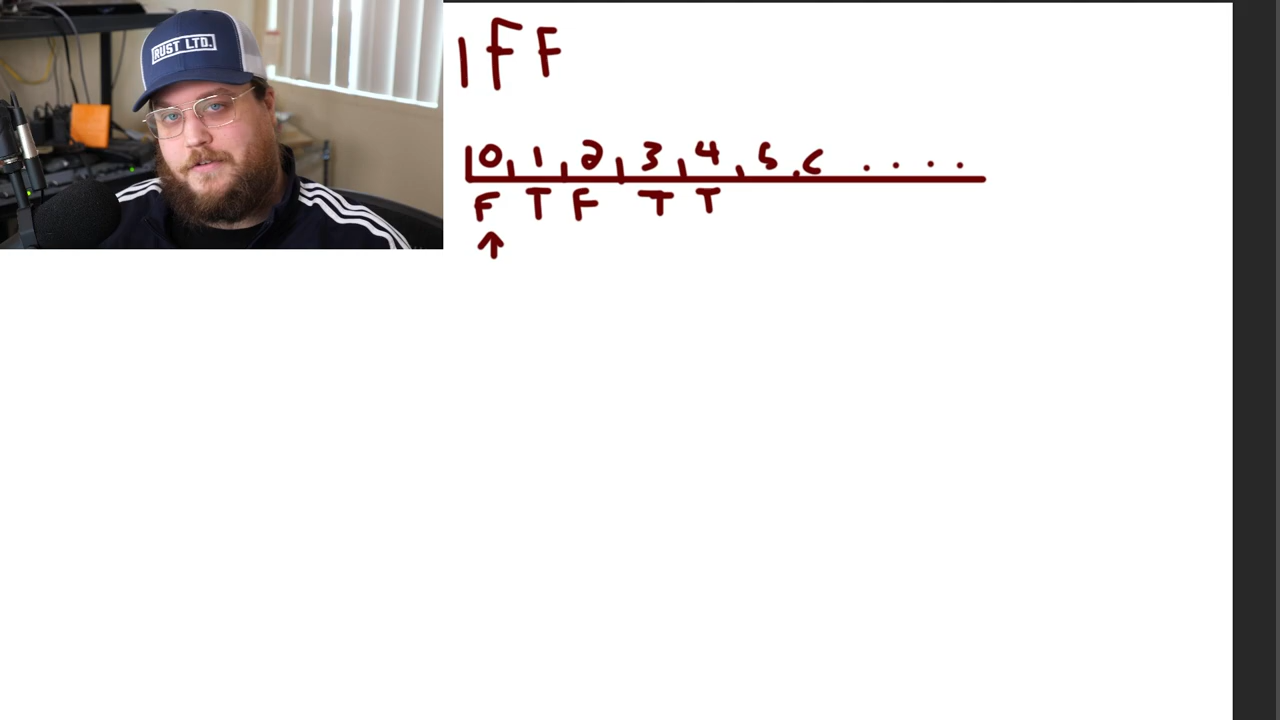 RUST LTD.
IFF
0, 1, 2, 3, 4, 5, 6 . . . .
F T F T T